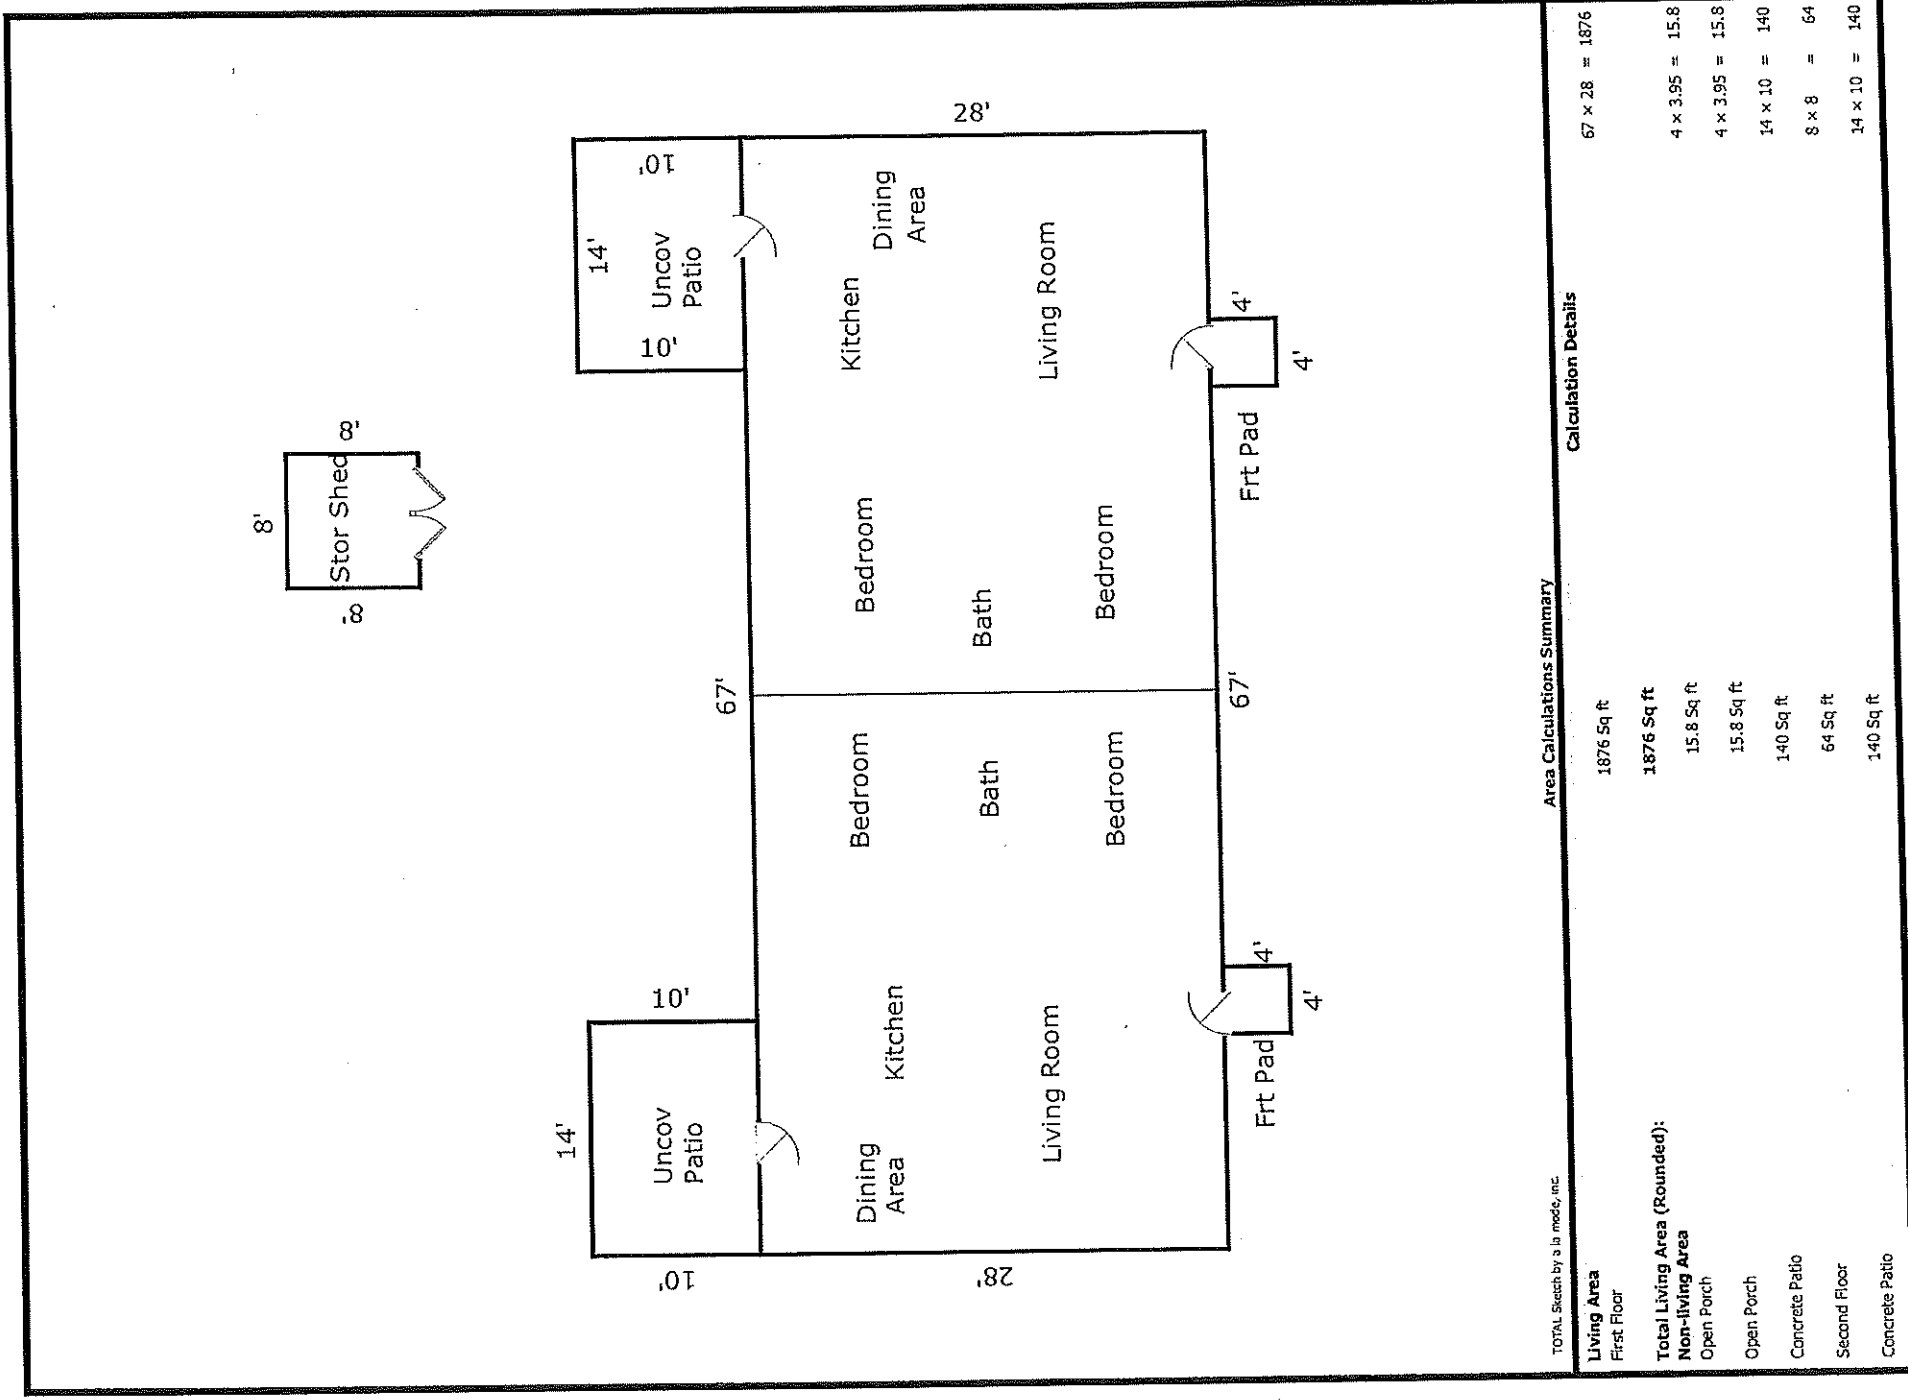 8'
8'
Stor Shed
8'
14'
10'
10'
Uncov
Patio
14'
10'
10'
Uncov
Patio
67'
28'
28'
Dining
Area
Kitchen
Bedroom
Bedroom
Kitchen
Dining
Area
Bath
Bath
Living Room
Bedroom
Bedroom
Living Room
67'
Frt Pad
4'
4'
Frt Pad
4'
4'
TOTAL Sketch by a la mode, inc.
Area Calculations Summary
Living Area
Calculation Details
First Floor
1876 Sq ft
67 × 28 = 1876
Total Living Area (Rounded):
1876 Sq ft
Non-living Area
Open Porch
15.8 Sq ft
4 × 3.95 = 15.8
Open Porch
15.8 Sq ft
4 × 3.95 = 15.8
Concrete Patio
140 Sq ft
14 × 10 = 140
Second Floor
64 Sq ft
8 × 8 = 64
Concrete Patio
140 Sq ft
14 × 10 = 140